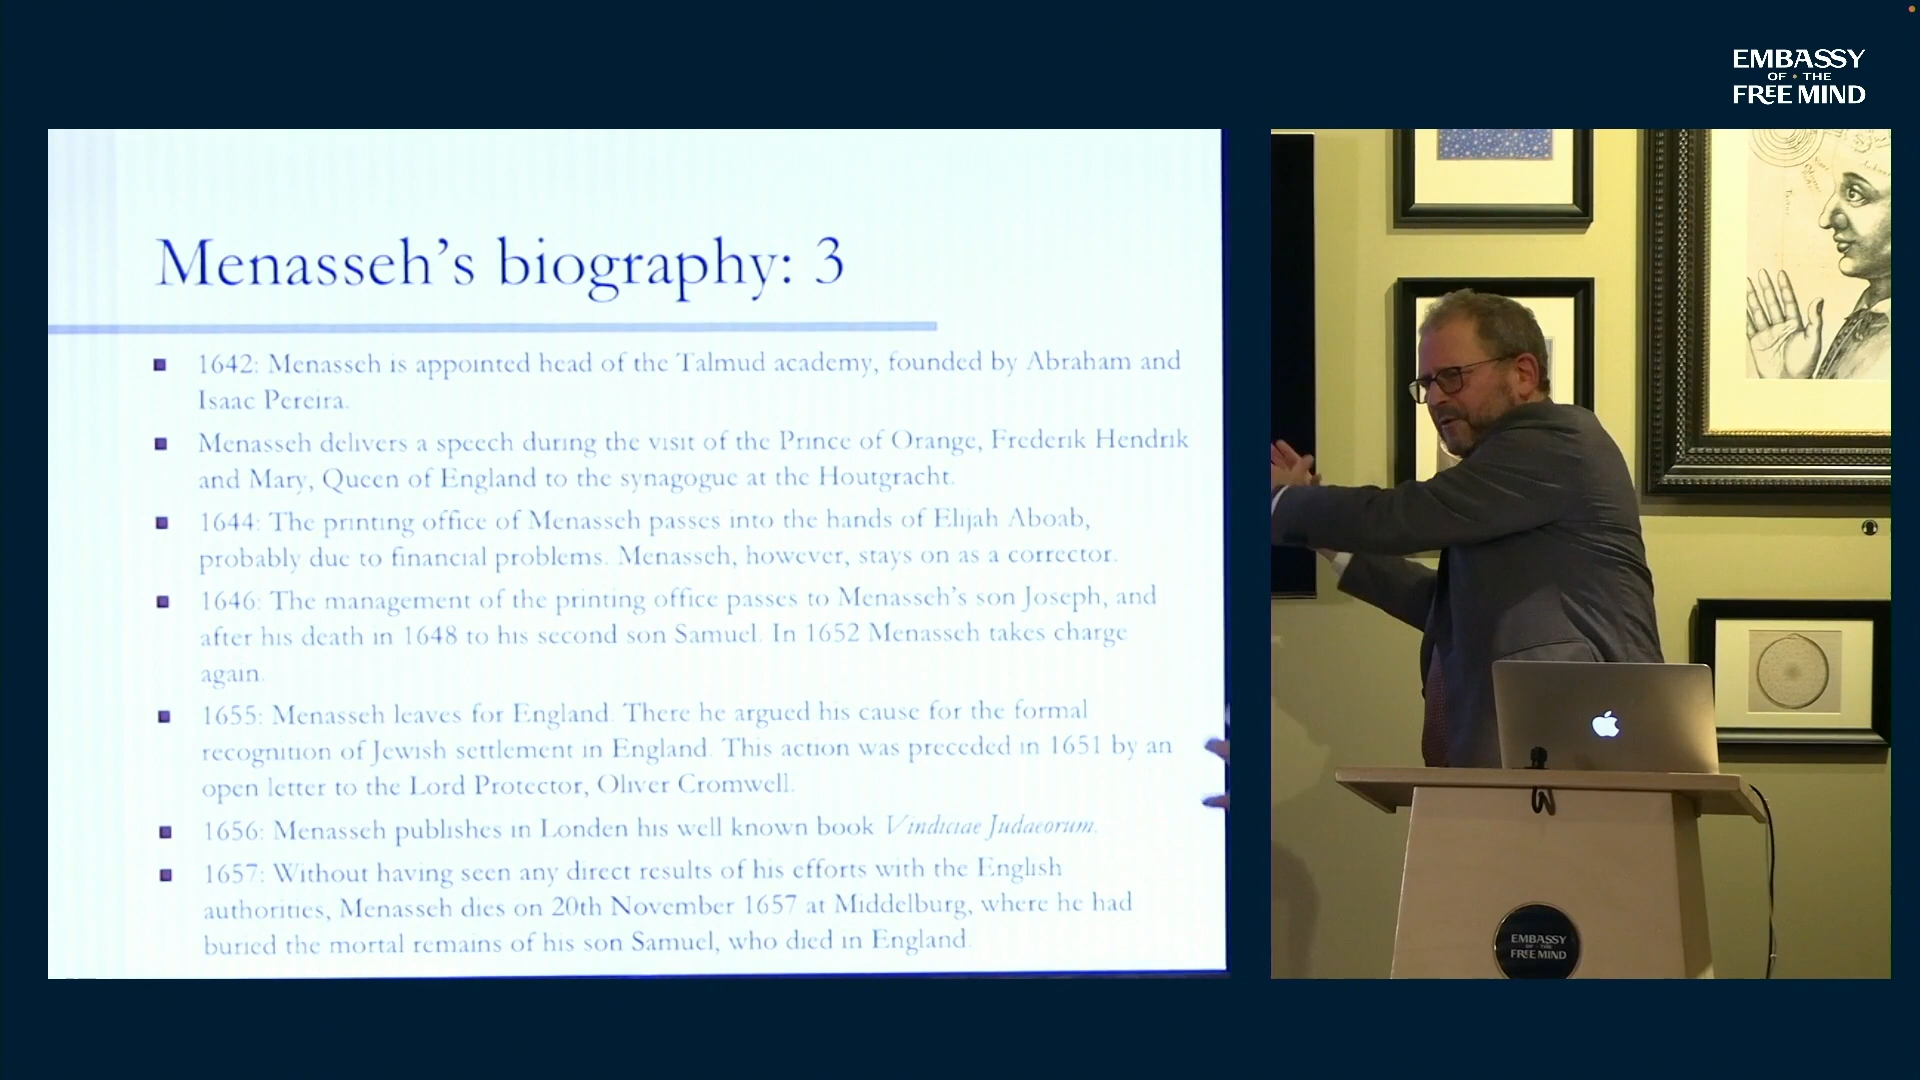 EMBASSY
OF • THE
FREE MIND
Menasseh's biography: 3
1642: Menasseh is appointed head of the Talmud academy, founded by Abraham and
Isaac Pereira.
Menasseh delivers a speech during the visit of the Prince of Orange, Frederik Hendrik
and Mary, Queen of England to the synagogue at the Houtgracht.
1644: The printing office of Menasseh passes into the hands of Elijah Aboab,
probably due to financial problems. Menasseh, however, stays on as a corrector.
1646: The management of the printing office passes to Menasseh's son Joseph, and
after his death in 1648 to his second son Samuel. In 1652 Menasseh takes charge
again.
1655: Menasseh leaves for England. There he argued his cause for the formal
recognition of Jewish settlement in England. This action was preceded in 1651 by an
open letter to the Lord Protector, Oliver Cromwell.
1656: Menasseh publishes in Londen his well known book Vindiciae Judaeorum.
1657: Without having seen any direct results of his efforts with the English
authorities, Menasseh dies on 20th November 1657 at Middelburg, where he had
buried the mortal remains of his son Samuel, who died in England.
EMBASSY
OF • THE
FREE MIND